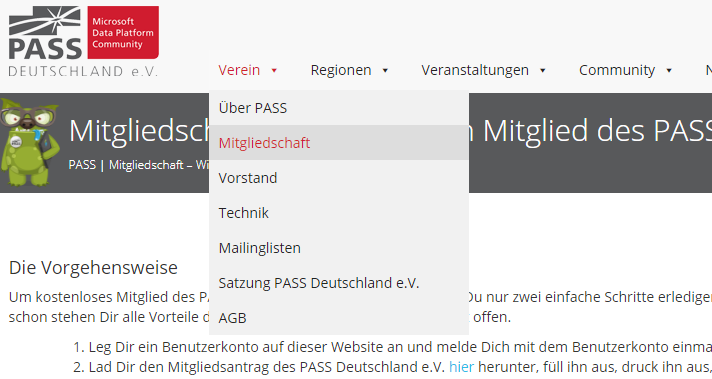 PASS
Microsoft
Data Platform
Community
DEUTSCHLAND e.V.
Verein Regionen Veranstaltungen Community N
Über PASS
Mitgliedschaft
Vorstand
Technik
Mailinglisten
Satzung PASS Deutschland e.V.
AGB
Mitgliedsch Mitglied des PASS
PASS | Mitgliedschaft – Wi
Die Vorgehensweise
Um kostenloses Mitglied des PA Du nur zwei einfache Schritte erlediger
schon stehen Dir alle Vorteile d offen.
1. Leg Dir ein Benutzerkonto auf dieser Website an und melde Dich mit dem Benutzerkonto einma
2. Lad Dir den Mitgliedsantrag des PASS Deutschland e.V. hier herunter, füll ihn aus, druck ihn aus,